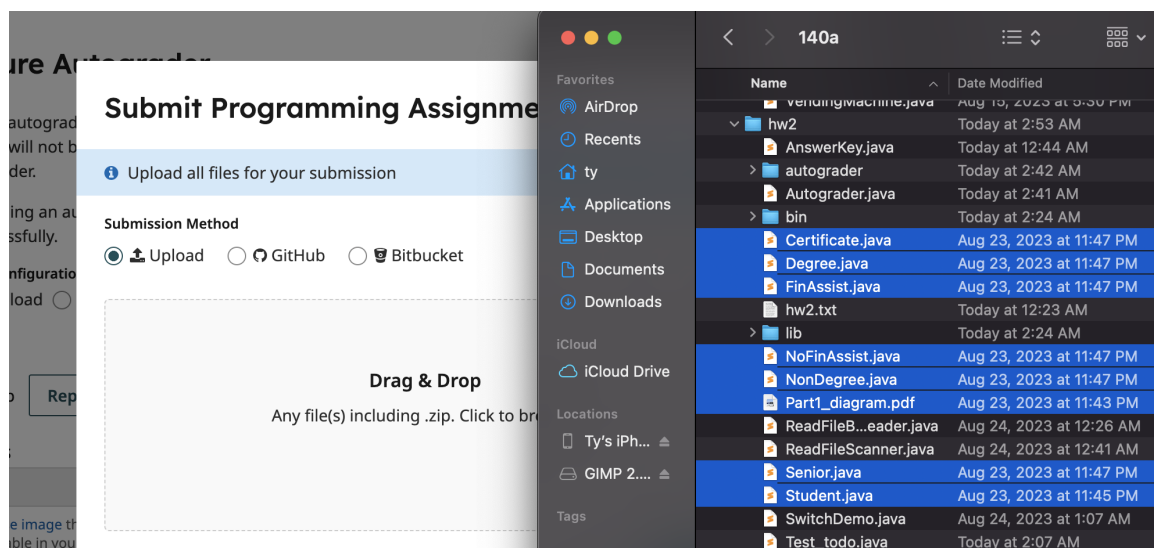 ure Autograder
autograd
will not b
der.
ing an au
ssfully.
nfiguratio
load
Rep
e image th
able in you
Submit Programming Assignme
Upload all files for your submission
Submission Method
Upload GitHub Bitbucket
Drag & Drop
Any file(s) including .zip. Click to bro
Favorites
AirDrop
Recents
ty
Applications
Desktop
Documents
Downloads
iCloud
iCloud Drive
Locations
Ty's iPh...
GIMP 2....
Tags
140a
Name Date Modified
VendingMachine.java Aug 15, 2023 at 5:30 PM
hw2 Today at 2:53 AM
AnswerKey.java Today at 12:44 AM
autograder Today at 2:42 AM
Autograder.java Today at 2:41 AM
bin Today at 2:24 AM
Certificate.java Aug 23, 2023 at 11:47 PM
Degree.java Aug 23, 2023 at 11:47 PM
FinAssist.java Aug 23, 2023 at 11:47 PM
hw2.txt Today at 12:23 AM
lib Today at 2:24 AM
NoFinAssist.java Aug 23, 2023 at 11:47 PM
NonDegree.java Aug 23, 2023 at 11:47 PM
Part1_diagram.pdf Aug 23, 2023 at 11:43 PM
ReadFileB...eader.java Aug 24, 2023 at 12:26 AM
ReadFileScanner.java Aug 24, 2023 at 12:41 AM
Senior.java Aug 23, 2023 at 11:47 PM
Student.java Aug 23, 2023 at 11:45 PM
SwitchDemo.java Aug 24, 2023 at 1:07 AM
Test_todo.java Today at 2:07 AM